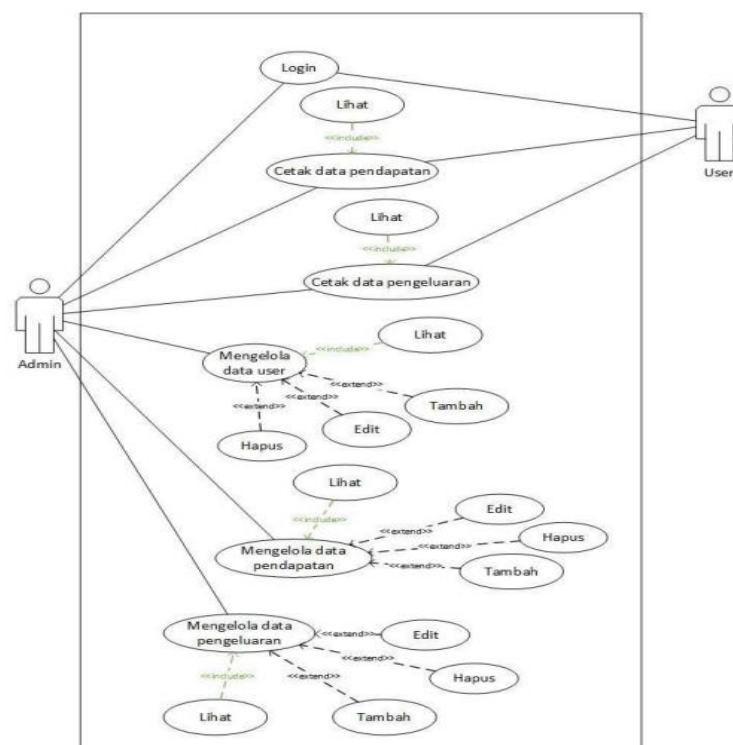 Login
Lihat
<<include>>
Cetak data pendapatan
User
Lihat
<<include>>
Cetak data pengeluaran
Admin
Lihat
<<include>>
Mengelola
data user
<<extend>>
<<extend>>
<<extend>>
Tambah
Edit
Hapus
Lihat
<<include>>
Edit
<<extend>>
Hapus
<<extend>>
Mengelola data
pendapatan
<<extend>>
Tambah
Mengelola data
pengeluaran
<<extend>>
Edit
<<extend>>
Hapus
<<include>>
<<extend>>
Lihat
Tambah